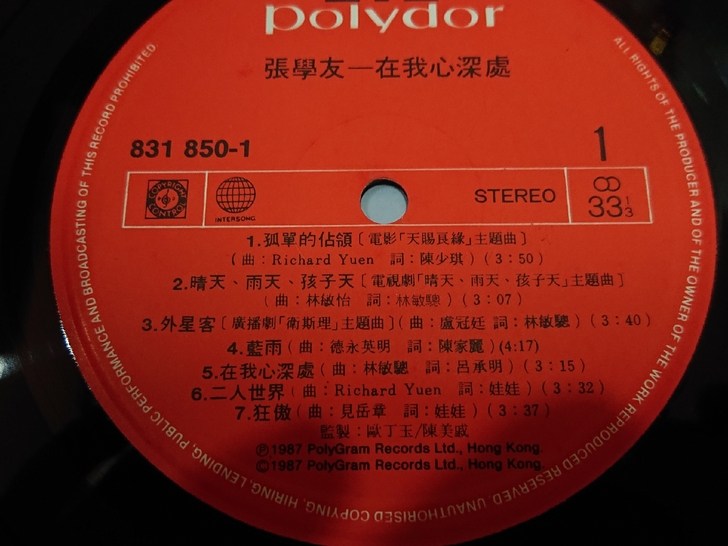 polydor
張學友—在我心深處
831 850-1
1
COPYRIGHT CONTROL
INTERSONG
STEREO
33 1/3
1.孤單的佔領〔電影「天賜良緣」主題曲〕
(曲：Richard Yuen 詞：陳少琪)(3：50)
2.晴天、雨天、孩子天〔電視劇「晴天、雨天、孩子天」主題曲〕
(曲：林敏怡 詞：林敏驄)(3：07)
3.外星客〔廣播劇「衛斯理」主題曲〕(曲：盧冠廷 詞：林敏驄)(3：40)
4.藍雨(曲：德永英明 詞：陳家麗)(4:17)
5.在我心深處(曲：林敏驄 詞：呂承明)(3：15)
6.二人世界(曲：Richard Yuen 詞：娃娃)(3：32)
7.狂傲(曲：見岳章 詞：娃娃)(3：37)
監製：歐丁玉/陳美威
Ⓟ1987 PolyGram Records Ltd., Hong Kong.
©1987 PolyGram Records Ltd., Hong Kong.
ALL RIGHTS OF THE PRODUCER AND OF THE OWNER OF THE WORK REPRODUCED RESERVED. UNAUTHORISED COPYING, HIRING, LENDING, PUBLIC PERFORMANCE AND BROADCASTING OF THIS RECORD PROHIBITED.